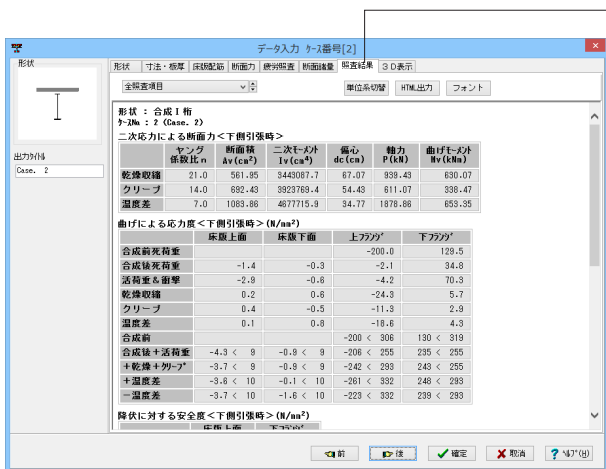 データ入力 ケース番号[2]
形状
出力タイトル
Case. 2
形状 寸法・板厚 床版配筋 断面力 疲労照査 断面諸量 照査結果 3D表示
全照査項目 単位系切替 HTML出力 フォント
形状 : 合成I桁
ケースNo : 2 (Case. 2)
二次応力による断面力<下側引張時>
ヤング係数比n 断面積Av(cm²) 二次モーメントIv(cm⁴) 偏心dc(cm) 軸力P(kN) 曲げモーメントMv(kNm)
乾燥収縮 21.0 561.95 3443087.7 67.07 939.43 630.07
クリープ 14.0 692.43 3923769.4 54.43 611.07 338.47
温度差 7.0 1083.86 4677715.9 34.77 1878.86 653.35
曲げによる応力度<下側引張時>(N/mm²)
床版上面 床版下面 上フランジ 下フランジ
合成前死荷重 -200.0 129.5
合成後死荷重 -1.4 -0.3 -2.1 34.8
活荷重&衝撃 -2.9 -0.6 -4.2 70.3
乾燥収縮 0.2 0.6 -24.3 5.7
クリープ 0.4 -0.5 -11.3 2.9
温度差 0.1 0.8 -18.6 4.3
合成前 -200 < 306 130 < 319
合成後+活荷重 -4.3 < 9 -0.9 < 9 -206 < 255 235 < 255
+乾燥+クリープ -3.7 < 9 -0.9 < 9 -242 < 293 243 < 255
+温度差 -3.6 < 10 -0.1 < 10 -261 < 332 248 < 293
-温度差 -3.7 < 10 -1.6 < 10 -223 < 332 239 < 293
降伏に対する安全度<下側引張時>(N/mm²)
床版上面 下フランジ
前 後 確定 取消 ? ヘルプ(H)